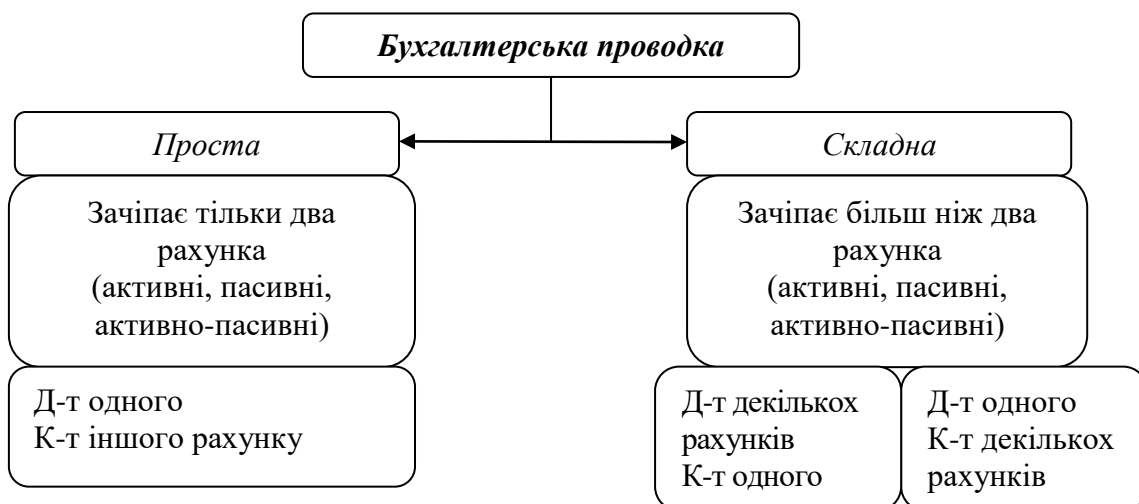 Бухгалтерська проводка
Проста
Складна
Зачіпає тільки два
рахунка
(активні, пасивні,
активно-пасивні)
Зачіпає більш ніж два
рахунка
(активні, пасивні,
активно-пасивні)
Д-т одного
К-т іншого рахунку
Д-т декількох
рахунків
К-т одного
Д-т одного
К-т декількох
рахунків